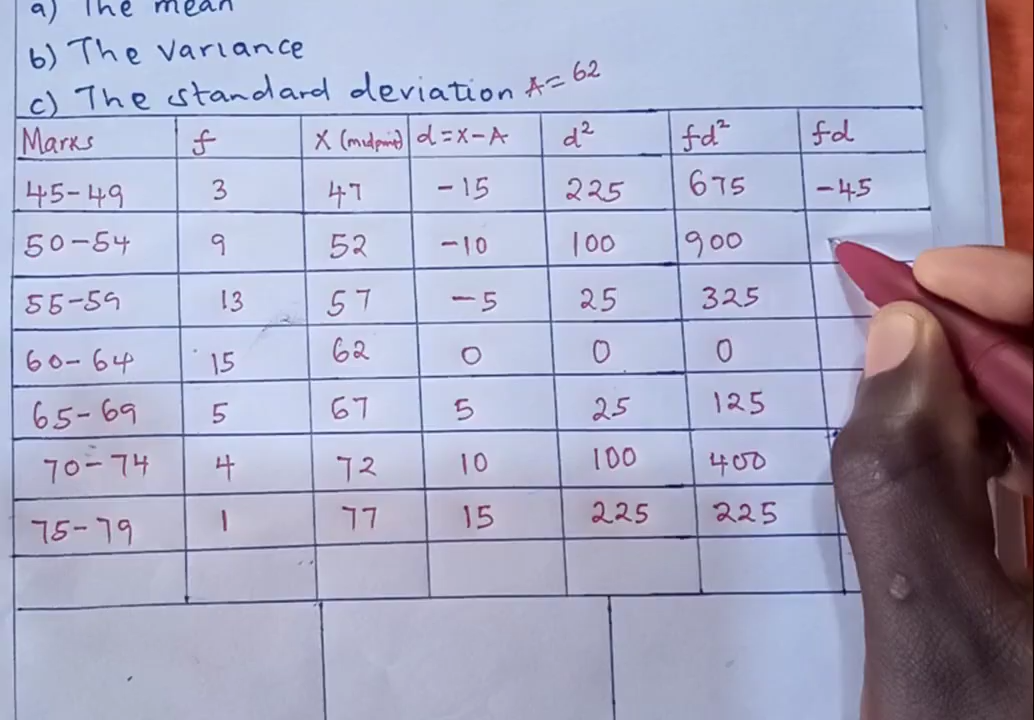 a) The mean
b) The variance
c) The standard deviation A=62
Marks f X (midpoint) d=X-A d² fd² fd
45-49 3 47 -15 225 675 -45
50-54 9 52 -10 100 900
55-59 13 57 -5 25 325
60-64 15 62 0 0 0
65-69 5 67 5 25 125
70-74 4 72 10 100 400
75-79 1 77 15 225 225